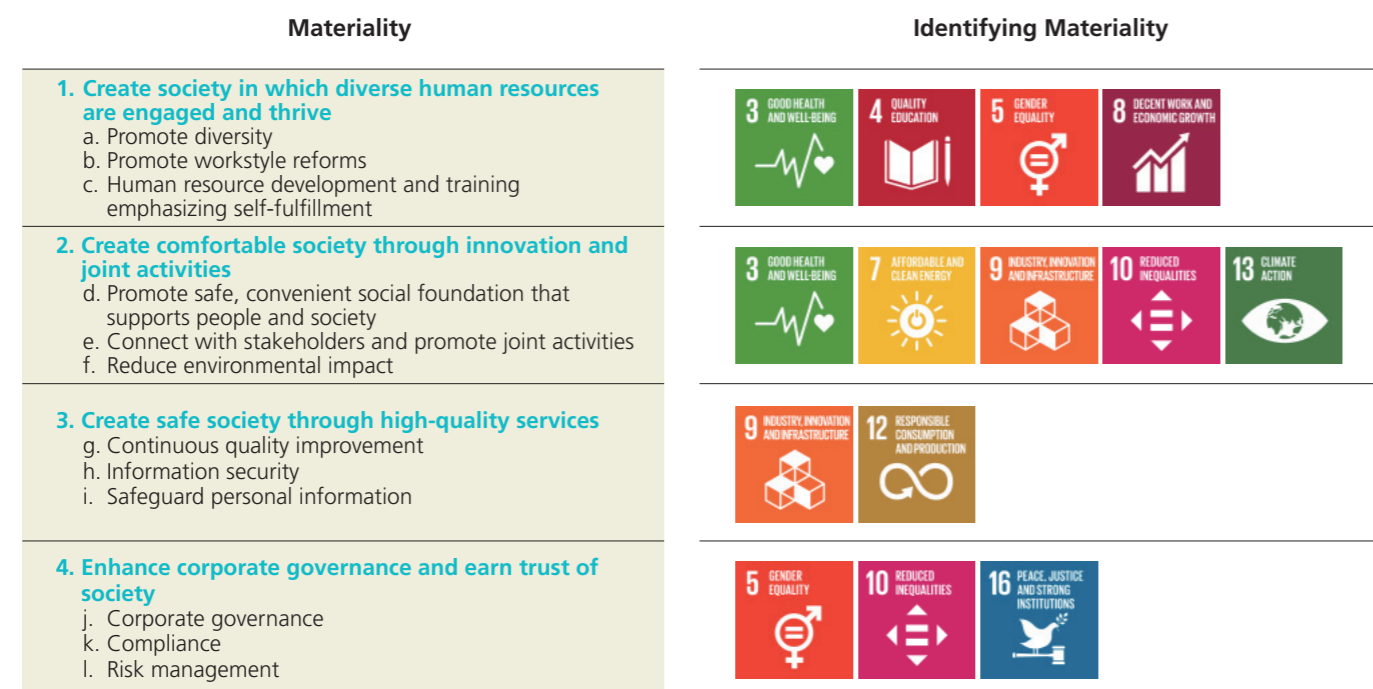 Materiality
Identifying Materiality
1. Create society in which diverse human resources
are engaged and thrive
a. Promote diversity
b. Promote workstyle reforms
c. Human resource development and training
emphasizing self-fulfillment
3 GOOD HEALTH
AND WELL-BEING
4 QUALITY
EDUCATION
5 GENDER
EQUALITY
8 DECENT WORK AND
ECONOMIC GROWTH
2. Create comfortable society through innovation and
joint activities
d. Promote safe, convenient social foundation that
supports people and society
e. Connect with stakeholders and promote joint activities
f. Reduce environmental impact
3 GOOD HEALTH
AND WELL-BEING
7 AFFORDABLE AND
CLEAN ENERGY
9 INDUSTRY, INNOVATION
AND INFRASTRUCTURE
10 REDUCED
INEQUALITIES
13 CLIMATE
ACTION
3. Create safe society through high-quality services
g. Continuous quality improvement
h. Information security
i. Safeguard personal information
9 INDUSTRY, INNOVATION
AND INFRASTRUCTURE
12 RESPONSIBLE
CONSUMPTION
AND PRODUCTION
4. Enhance corporate governance and earn trust of
society
j. Corporate governance
k. Compliance
l. Risk management
5 GENDER
EQUALITY
10 REDUCED
INEQUALITIES
16 PEACE, JUSTICE
AND STRONG
INSTITUTIONS